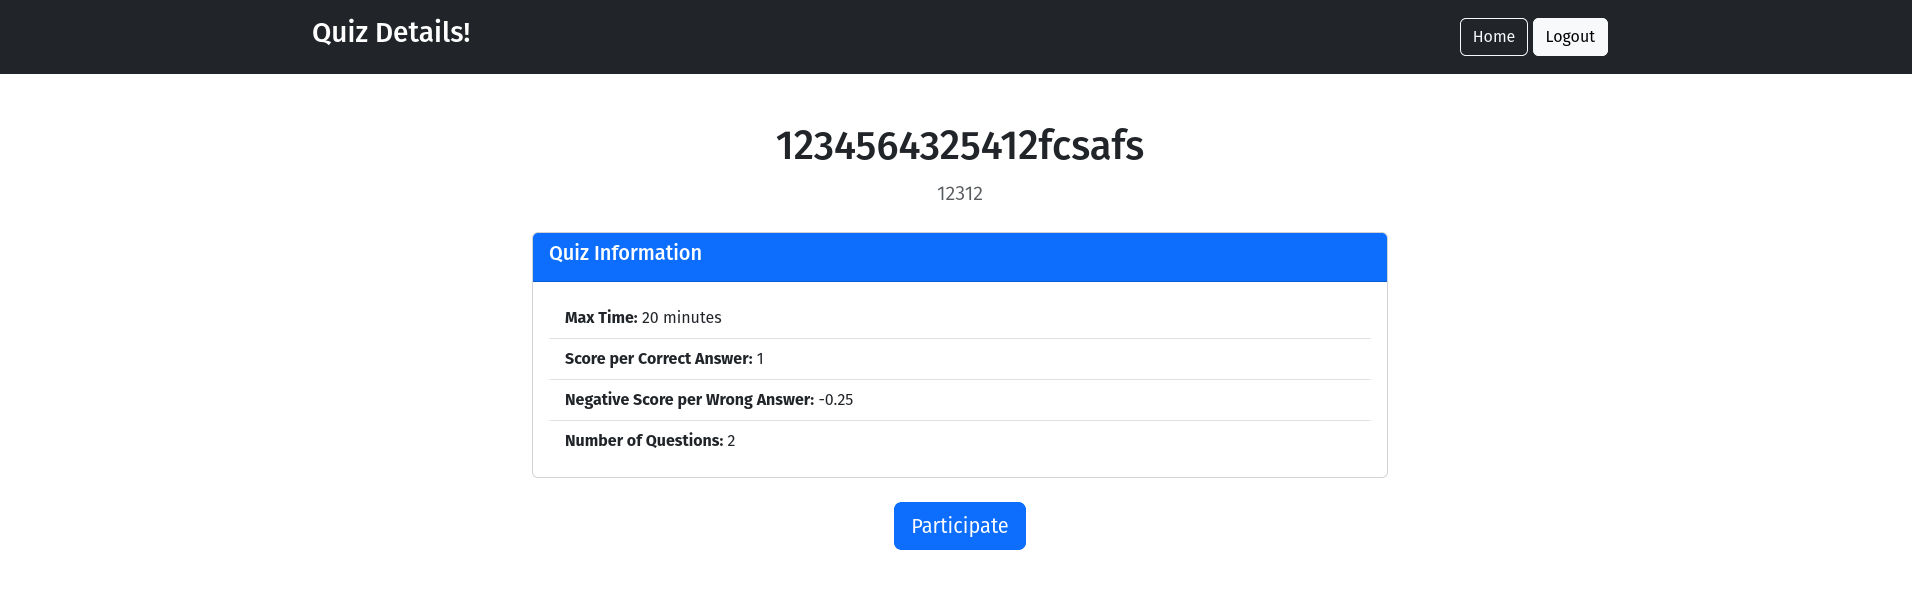 Quiz Details!
Home
Logout
1234564325412fcsafs
12312
Quiz Information
Max Time: 20 minutes
Score per Correct Answer: 1
Negative Score per Wrong Answer: -0.25
Number of Questions: 2
Participate